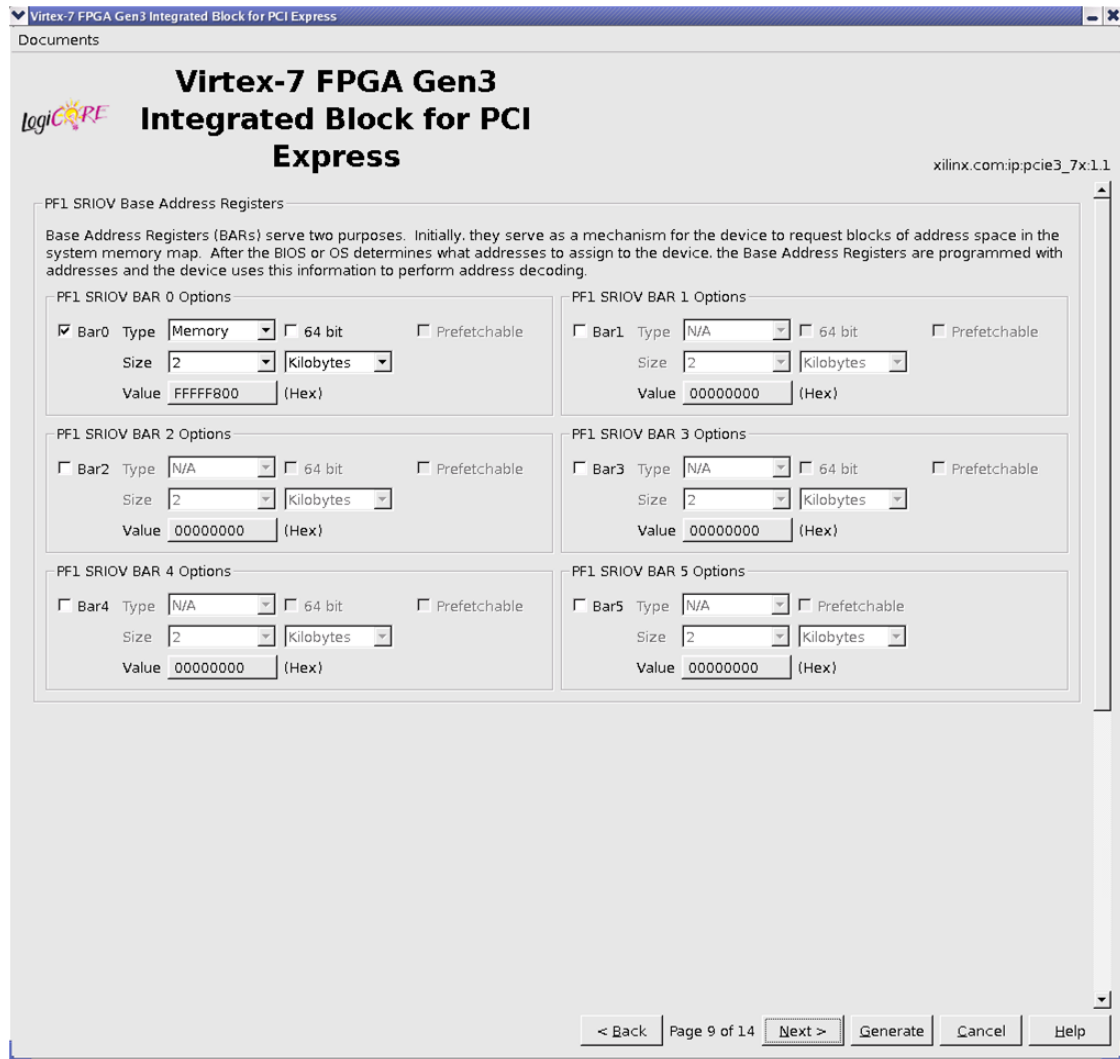 Virtex-7 FPGA Gen3 Integrated Block for PCI Express
Documents
LogiCORE
Virtex-7 FPGA Gen3
Integrated Block for PCI
Express
xilinx.com:ip:pcie3_7x:1.1
PF1 SRIOV Base Address Registers
Base Address Registers (BARs) serve two purposes. Initially, they serve as a mechanism for the device to request blocks of address space in the
system memory map. After the BIOS or OS determines what addresses to assign to the device, the Base Address Registers are programmed with
addresses and the device uses this information to perform address decoding.
PF1 SRIOV BAR 0 Options
Bar0 Type Memory 64 bit Prefetchable
Size 2 Kilobytes
Value FFFFF800 (Hex)
PF1 SRIOV BAR 1 Options
Bar1 Type N/A 64 bit Prefetchable
Size 2 Kilobytes
Value 00000000 (Hex)
PF1 SRIOV BAR 2 Options
Bar2 Type N/A 64 bit Prefetchable
Size 2 Kilobytes
Value 00000000 (Hex)
PF1 SRIOV BAR 3 Options
Bar3 Type N/A 64 bit Prefetchable
Size 2 Kilobytes
Value 00000000 (Hex)
PF1 SRIOV BAR 4 Options
Bar4 Type N/A 64 bit Prefetchable
Size 2 Kilobytes
Value 00000000 (Hex)
PF1 SRIOV BAR 5 Options
Bar5 Type N/A Prefetchable
Size 2 Kilobytes
Value 00000000 (Hex)
< Back Page 9 of 14 Next > Generate Cancel Help